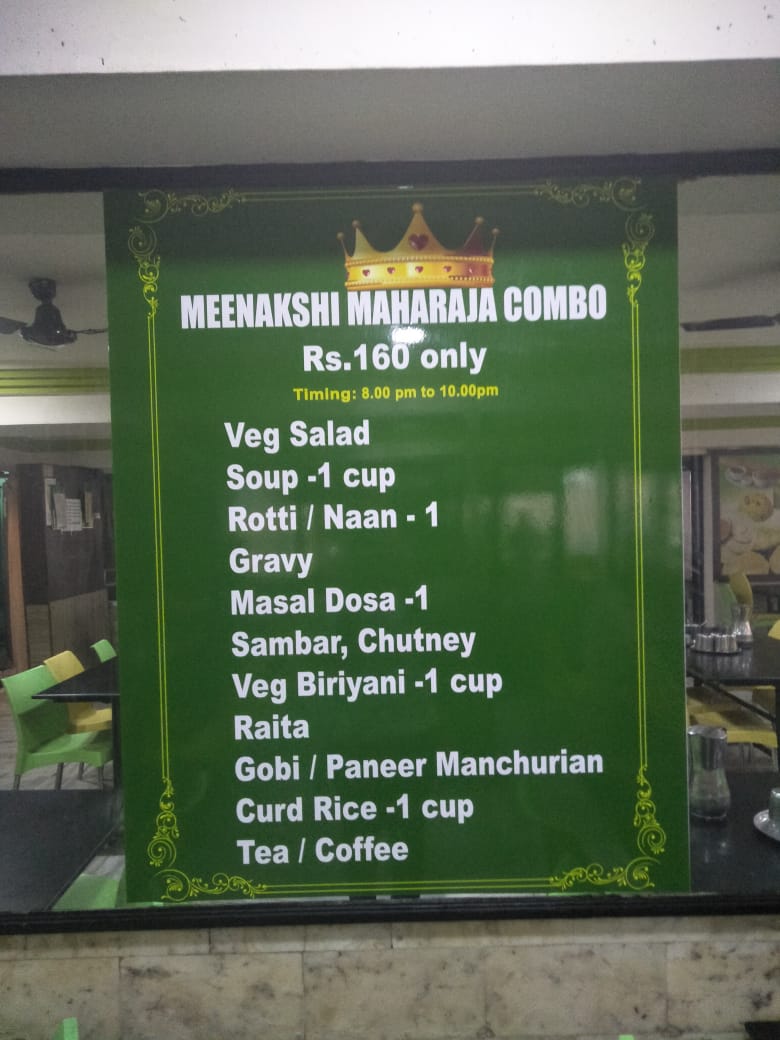 MEENAKSHI MAHARAJA COMBO
Rs.160 only
Timing: 8.00 pm to 10.00pm
Veg Salad
Soup -1 cup
Rotti / Naan - 1
Gravy
Masal Dosa -1
Sambar, Chutney
Veg Biriyani -1 cup
Raita
Gobi / Paneer Manchurian
Curd Rice -1 cup
Tea / Coffee